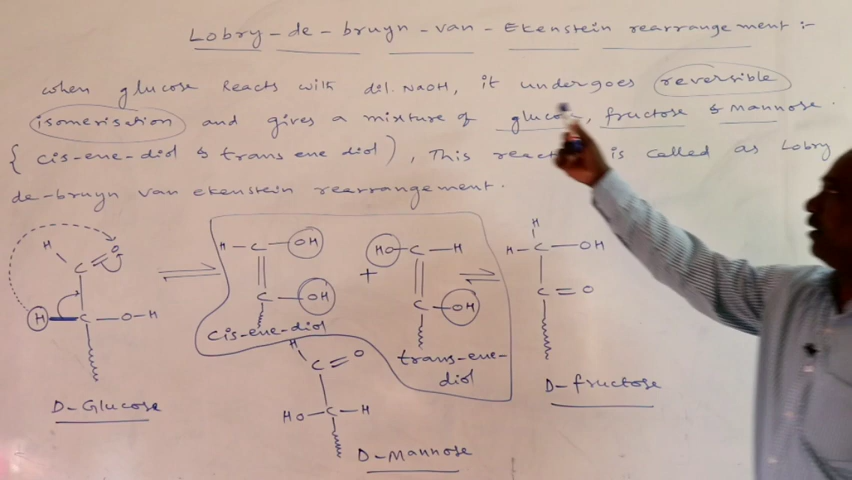 Lobry-de-bruyn-van-Ekenstein rearrangement :-
when glucose reacts with dil. NaOH, it undergoes reversible
isomerisation and gives a mixture of glucose, fructose & Mannose.
{ cis-ene-diol & trans ene diol), This is called as Lobry
de-bruyn van ekenstein rearrangement.
H C O H C O-H
D-Glucose
H-C-OH
C-OH
cis-ene-diol
+
HO C-H
C-OH
trans-ene-
diol
H
H-C-OH
C=O
D-fructose
H C=O
HO-C-H
D-Mannose